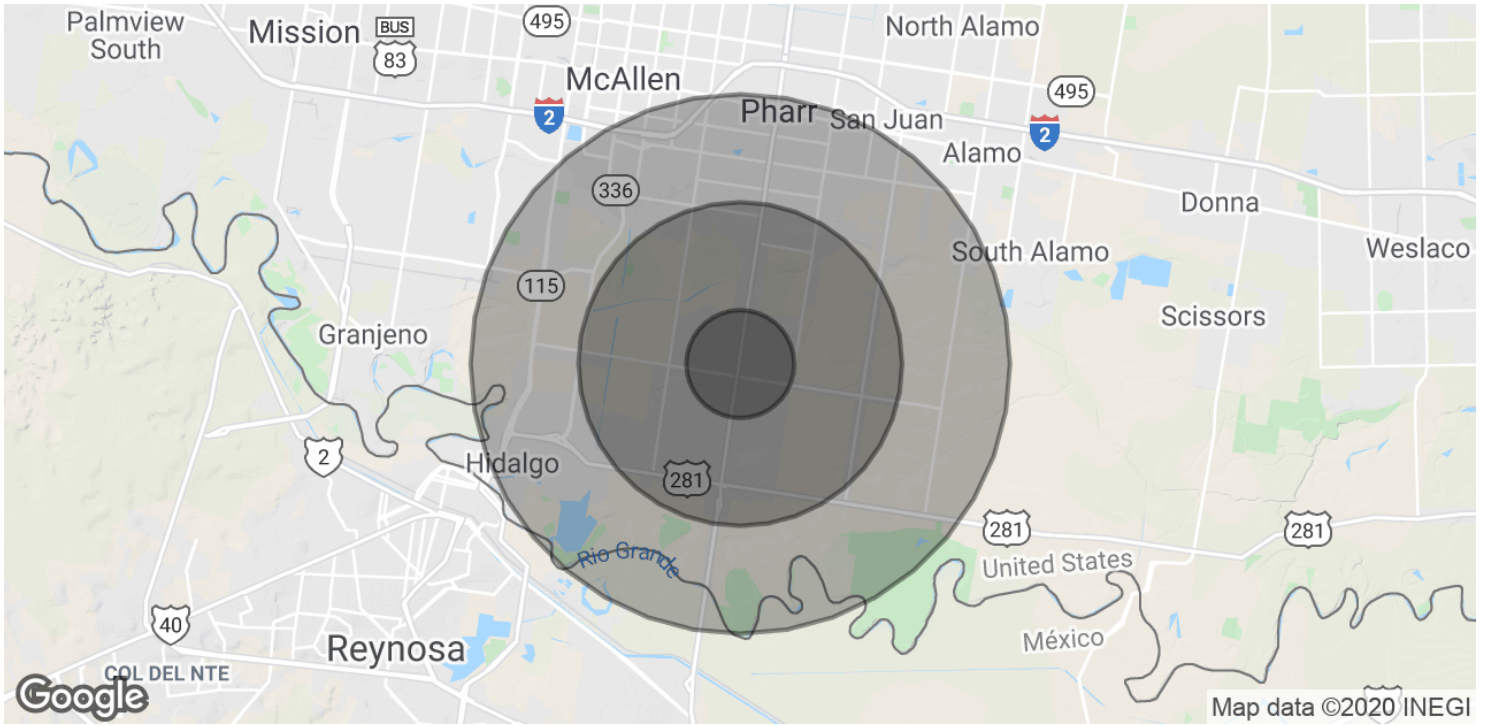 Palmview
South
Mission
BUS
83
495
North Alamo
McAllen
495
2
Pharr
San Juan
2
Alamo
336
Donna
South Alamo
Weslaco
115
Scissors
Granjeno
2
Hidalgo
281
281
281
Rio Grande
United States
40
México
Reynosa
COL DEL NTE
Google
Map data ©2020 INEGI